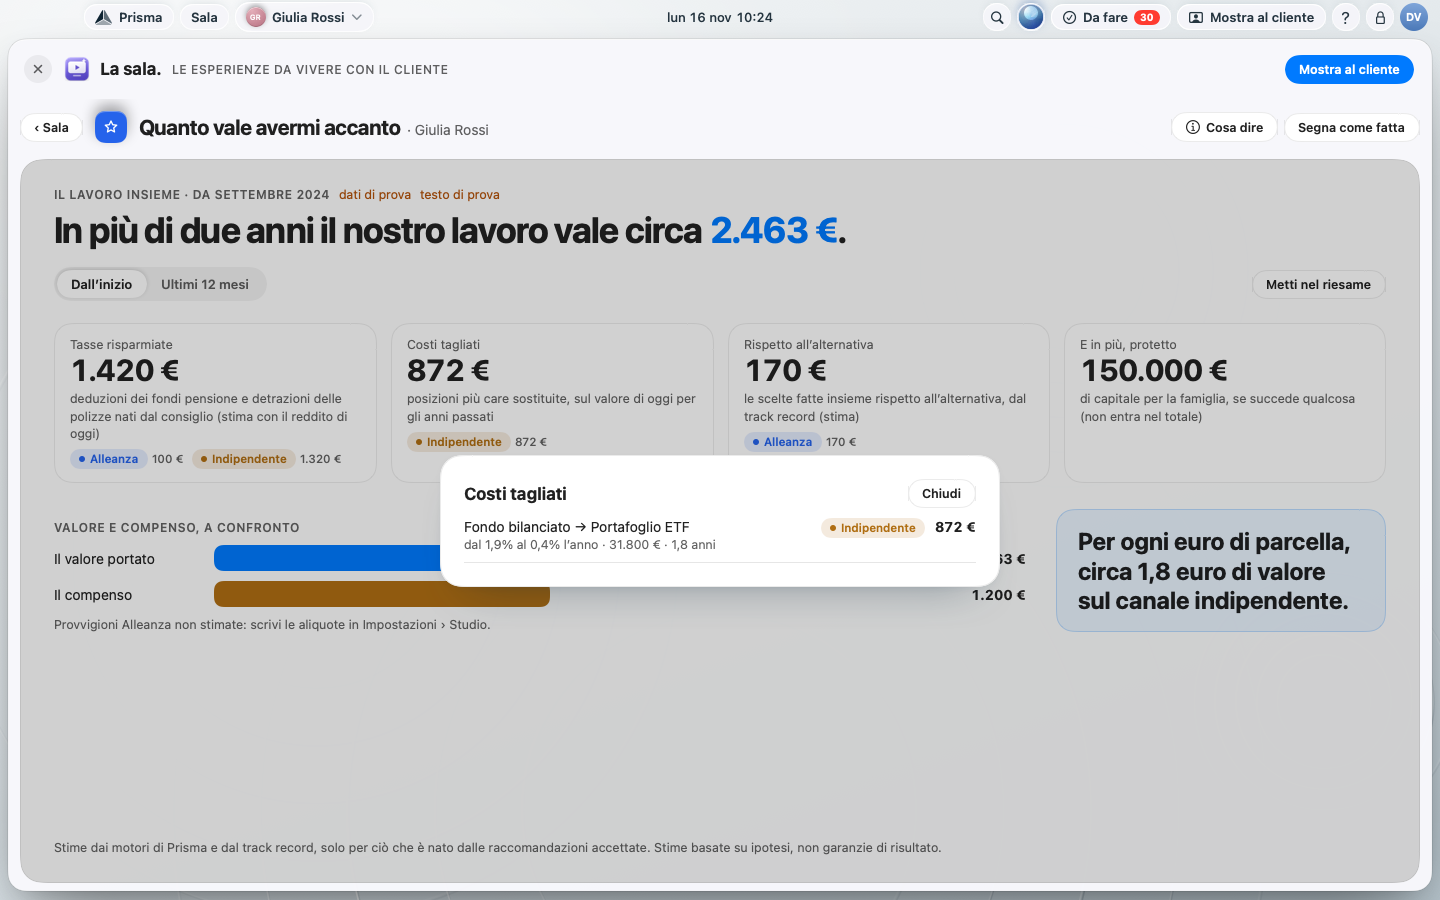 Prisma
Sala
GR Giulia Rossi
lun 16 nov 10:24
Da fare 30
Mostra al cliente
?
DV
La sala. LE ESPERIENZE DA VIVERE CON IL CLIENTE
Mostra al cliente
‹ Sala
Quanto vale avermi accanto · Giulia Rossi
Cosa dire
Segna come fatta
IL LAVORO INSIEME · DA SETTEMBRE 2024 dati di prova testo di prova
In più di due anni il nostro lavoro vale circa 2.463 €.
Dall’inizio
Ultimi 12 mesi
Metti nel riesame
Tasse risparmiate
1.420 €
deduzioni dei fondi pensione e detrazioni delle
polizze nati dal consiglio (stima con il reddito di
oggi)
Alleanza 100 € Indipendente 1.320 €
Costi tagliati
872 €
posizioni più care sostituite, sul valore di oggi per
gli anni passati
Indipendente 872 €
Rispetto all’alternativa
170 €
le scelte fatte insieme rispetto all’alternativa, dal
track record (stima)
Alleanza 170 €
E in più, protetto
150.000 €
di capitale per la famiglia, se succede qualcosa
(non entra nel totale)
Costi tagliati
Chiudi
Fondo bilanciato → Portafoglio ETF
Indipendente 872 €
dal 1,9% al 0,4% l’anno · 31.800 € · 1,8 anni
VALORE E COMPENSO, A CONFRONTO
Il valore portato
63 €
Il compenso
1.200 €
Provvigioni Alleanza non stimate: scrivi le aliquote in Impostazioni › Studio.
Per ogni euro di parcella,
circa 1,8 euro di valore
sul canale indipendente.
Stime dai motori di Prisma e dal track record, solo per ciò che è nato dalle raccomandazioni accettate. Stime basate su ipotesi, non garanzie di risultato.